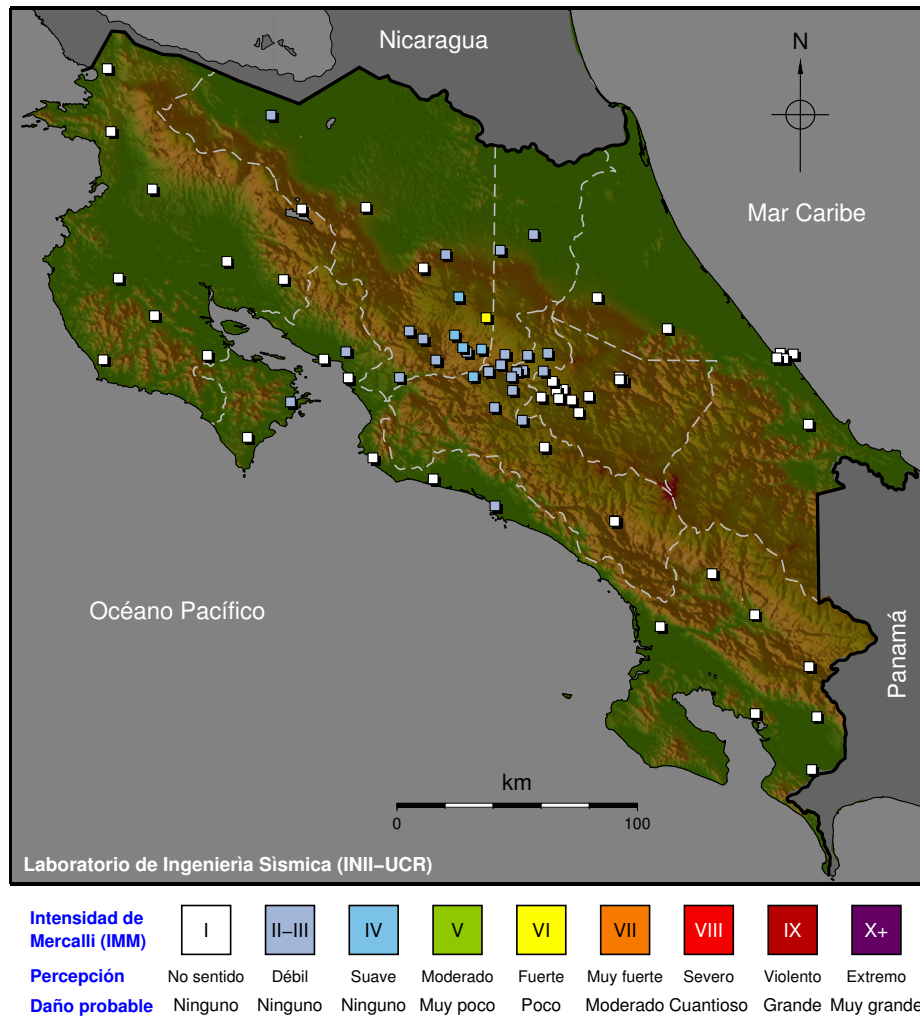 Nicaragua
N
Mar Caribe
Océano Pacífico
Panamá
km
0 100
Laboratorio de Ingenierìa Sìsmica (INII–UCR)
Intensidad de
Mercalli (IMM)
I II–III IV V VI VII VIII IX X+
Percepción No sentido Débil Suave Moderado Fuerte Muy fuerte Severo Violento Extremo
Daño probable Ninguno Ninguno Ninguno Muy poco Poco Moderado Cuantioso Grande Muy grande